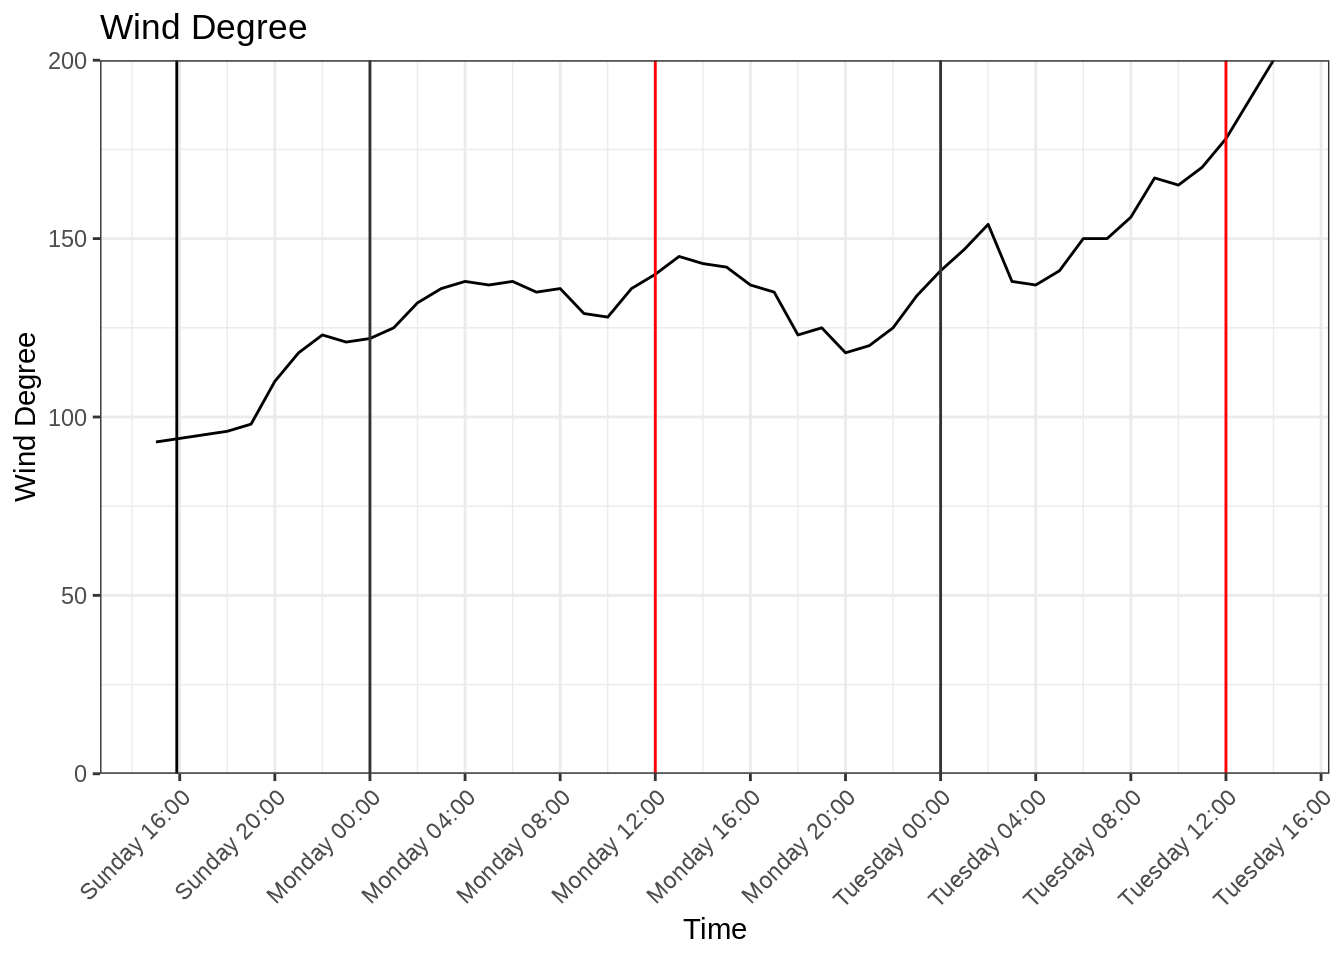 Wind Degree
200
150
100
50
0
Wind Degree
Sunday 16:00
Sunday 20:00
Monday 00:00
Monday 04:00
Monday 08:00
Monday 12:00
Monday 16:00
Monday 20:00
Tuesday 00:00
Tuesday 04:00
Tuesday 08:00
Tuesday 12:00
Tuesday 16:00
Time